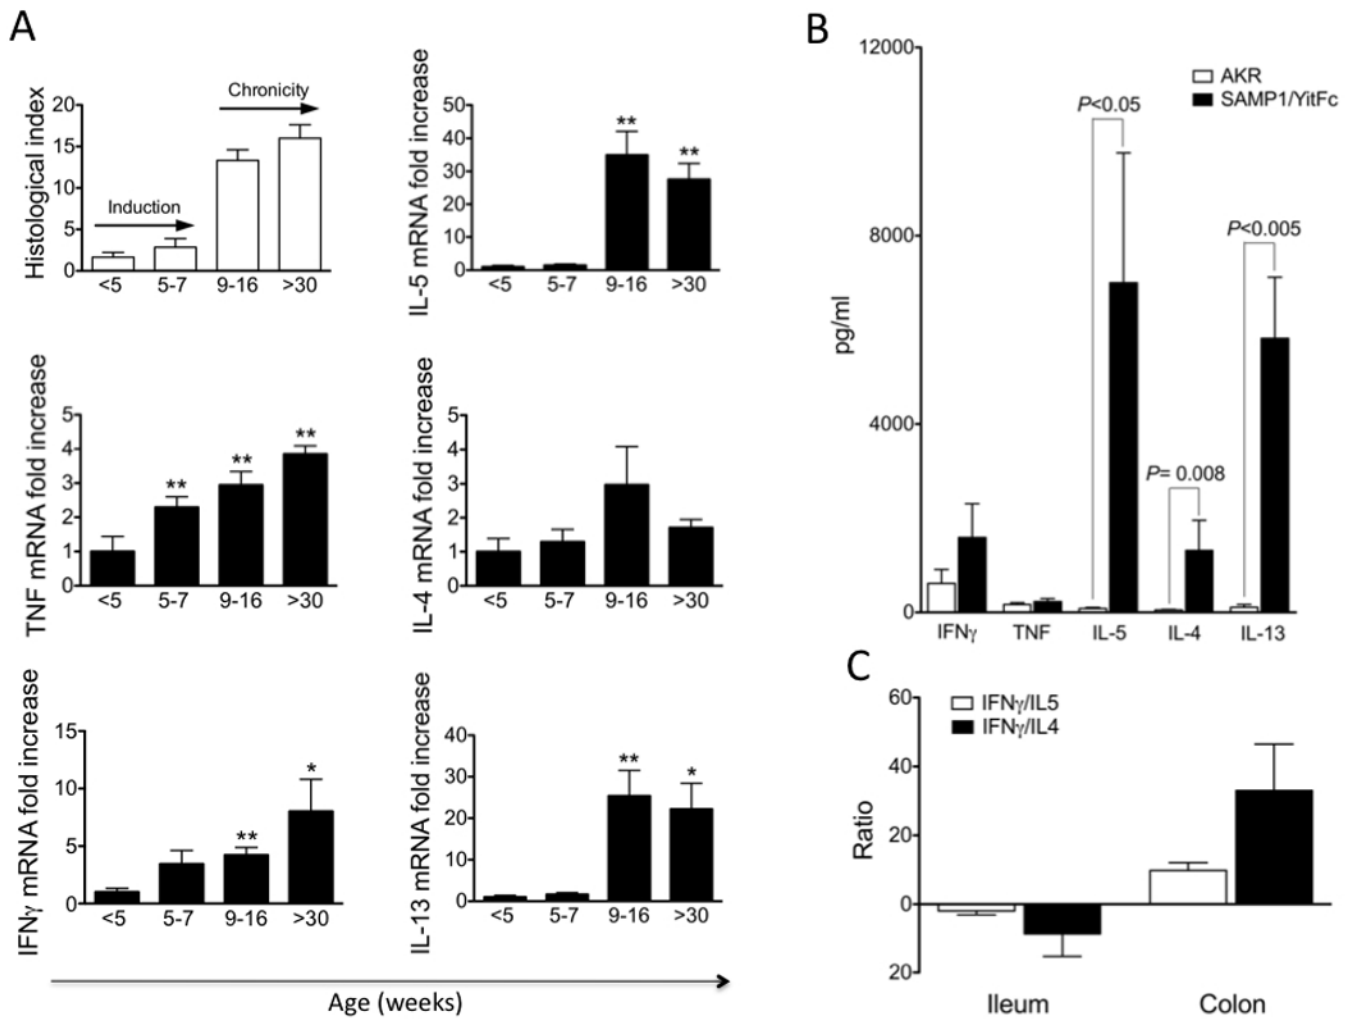 A
Histological index
20
15
10
5
0
Induction
Chronicity
<5 5-7 9-16 >30
IL-5 mRNA fold increase
50
40
30
20
10
0
** **
<5 5-7 9-16 >30
TNF mRNA fold increase
5
4
3
2
1
0
** ** **
<5 5-7 9-16 >30
IL-4 mRNA fold increase
5
4
3
2
1
0
<5 5-7 9-16 >30
IFNγ mRNA fold increase
15
10
5
0
** *
<5 5-7 9-16 >30
IL-13 mRNA fold increase
40
30
20
10
0
** *
<5 5-7 9-16 >30
Age (weeks)
B
pg/ml
12000
8000
4000
0
AKR
SAMP1/YitFc
P<0.05
P= 0.008
P<0.005
IFNγ TNF IL-5 IL-4 IL-13
C
Ratio
60
40
20
0
20
IFNγ/IL5
IFNγ/IL4
Ileum Colon